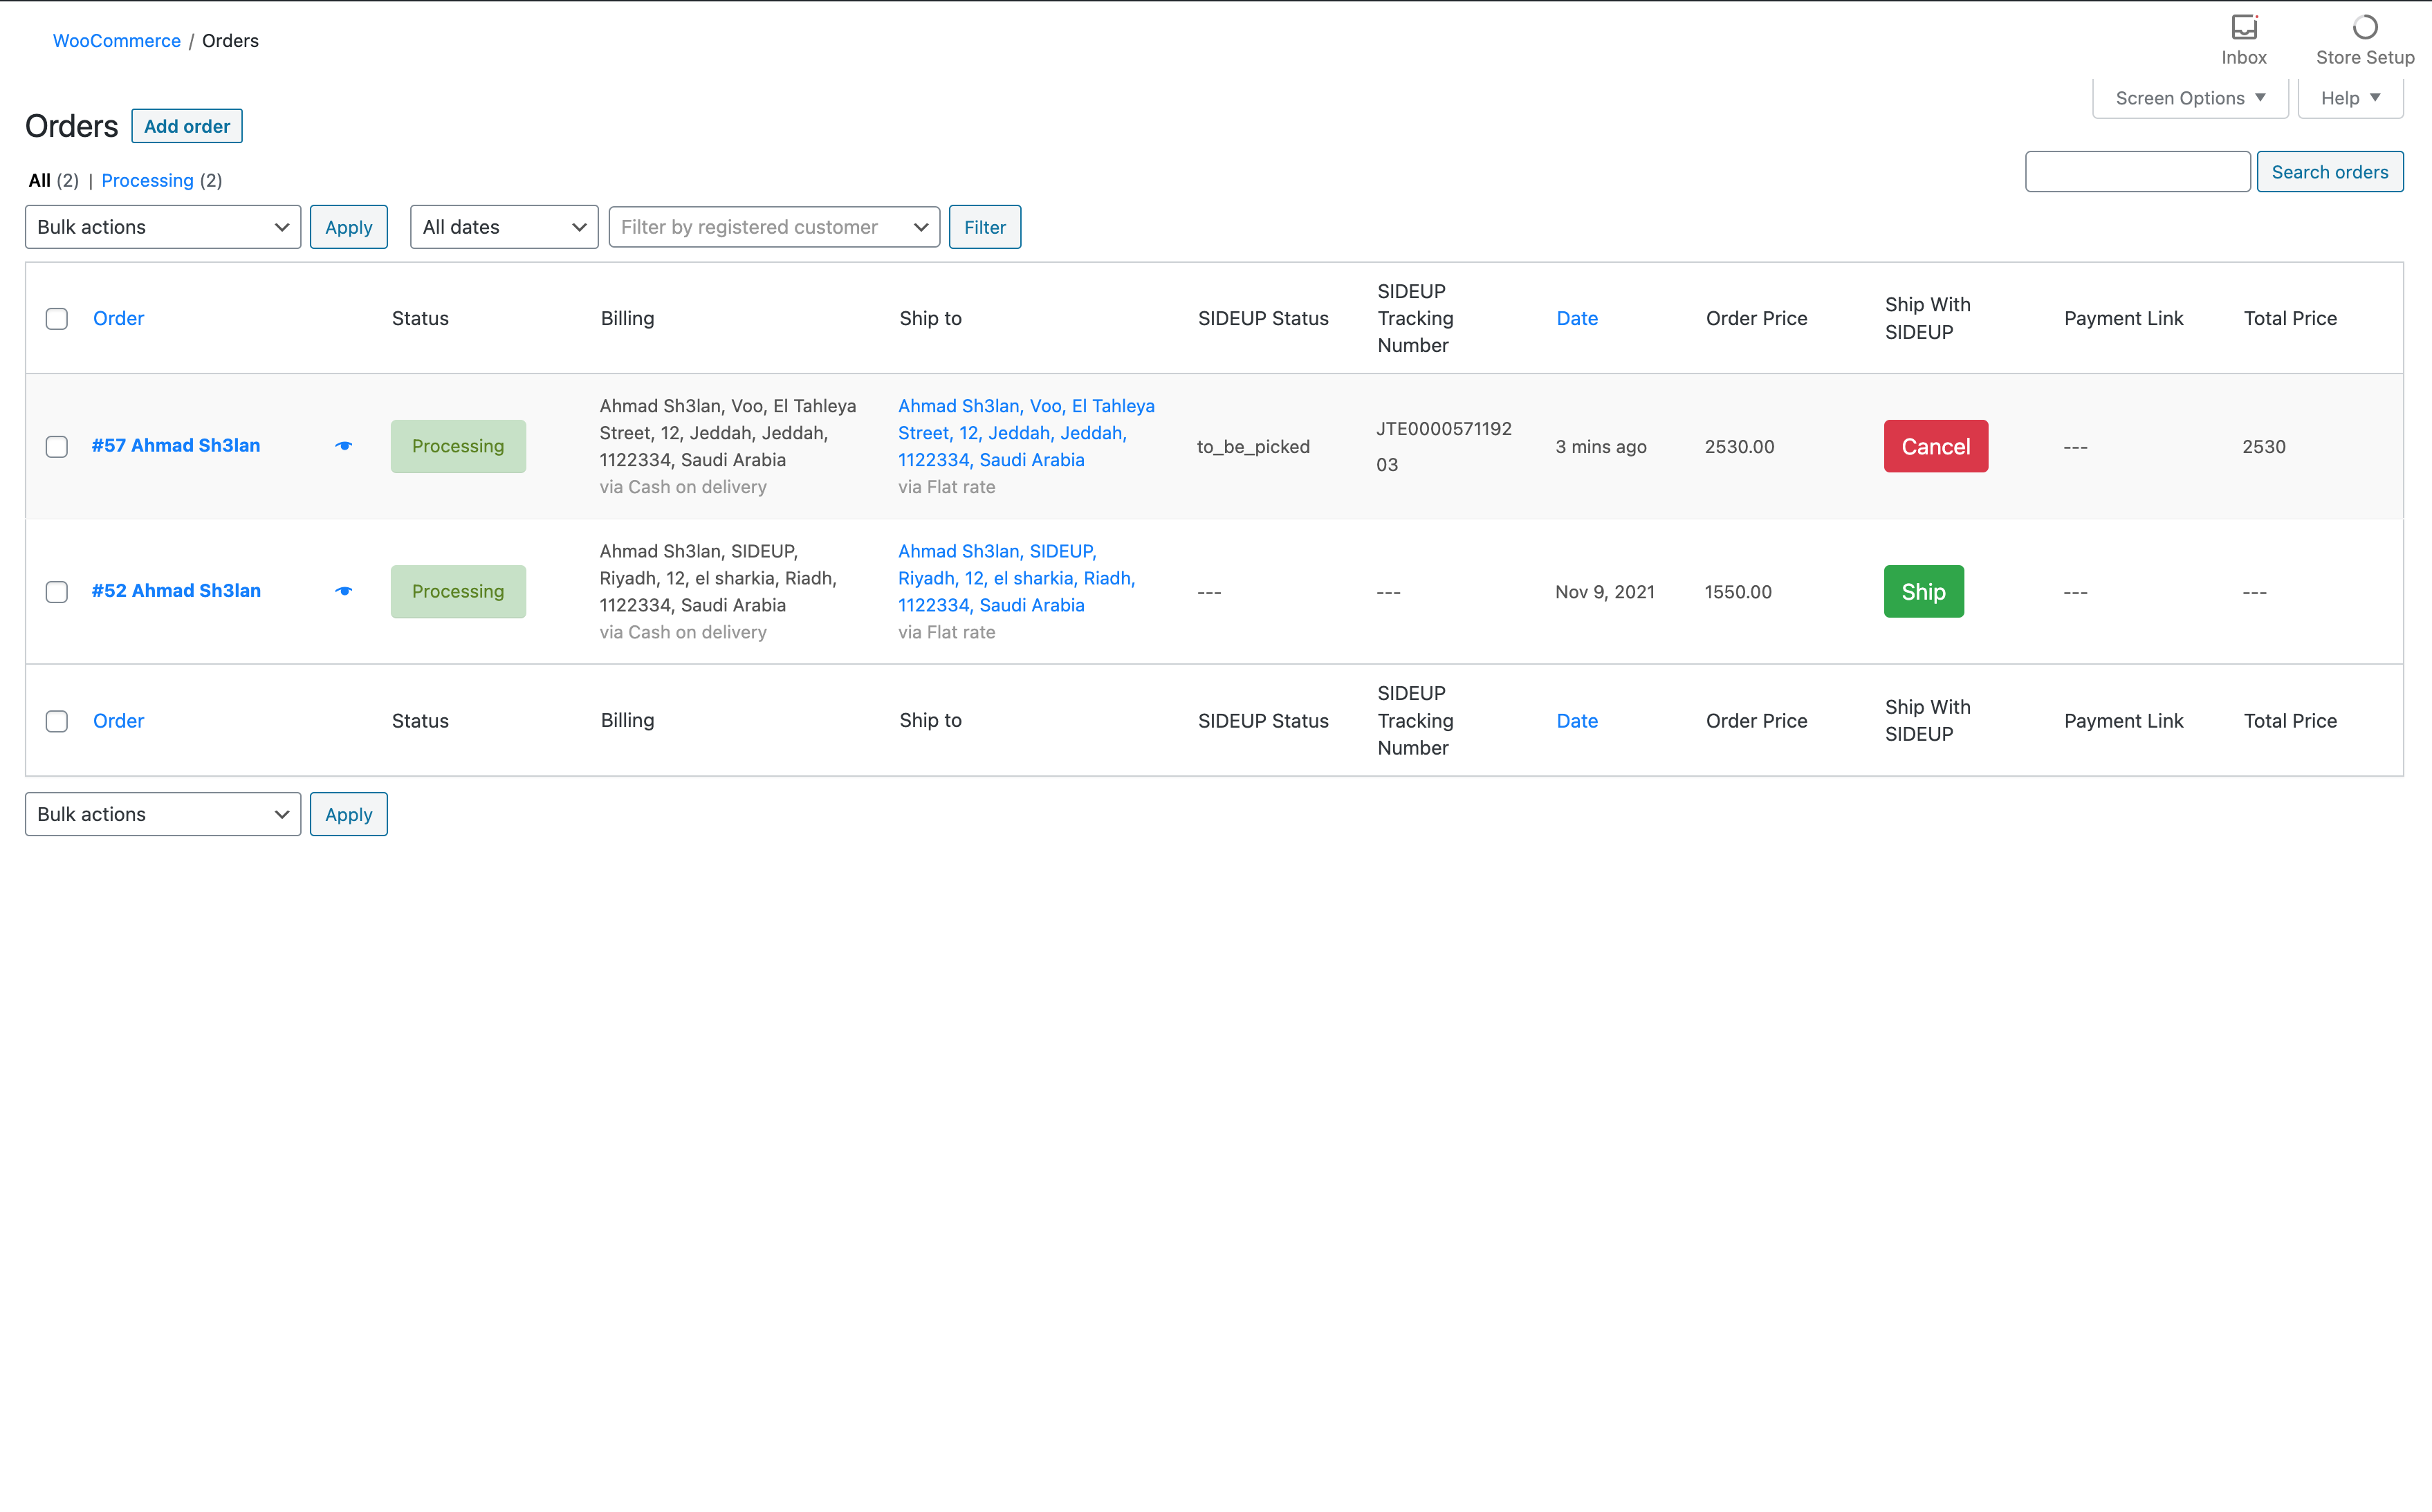 WooCommerce / Orders
Inbox
Store Setup
Screen Options ▼
Help ▼
Orders
Add order
All (2) | Processing (2)
Search orders
Bulk actions
Apply
All dates
Filter by registered customer
Filter
Order
Status
Billing
Ship to
SIDEUP Status
SIDEUP
Tracking
Number
Date
Order Price
Ship With
SIDEUP
Payment Link
Total Price
#57 Ahmad Sh3lan
Processing
Ahmad Sh3lan, Voo, El Tahleya
Street, 12, Jeddah, Jeddah,
1122334, Saudi Arabia
via Cash on delivery
Ahmad Sh3lan, Voo, El Tahleya
Street, 12, Jeddah, Jeddah,
1122334, Saudi Arabia
via Flat rate
to_be_picked
JTE0000571192
03
3 mins ago
2530.00
Cancel
---
2530
#52 Ahmad Sh3lan
Processing
Ahmad Sh3lan, SIDEUP,
Riyadh, 12, el sharkia, Riadh,
1122334, Saudi Arabia
via Cash on delivery
Ahmad Sh3lan, SIDEUP,
Riyadh, 12, el sharkia, Riadh,
1122334, Saudi Arabia
via Flat rate
---
---
Nov 9, 2021
1550.00
Ship
---
---
Order
Status
Billing
Ship to
SIDEUP Status
SIDEUP
Tracking
Number
Date
Order Price
Ship With
SIDEUP
Payment Link
Total Price
Bulk actions
Apply